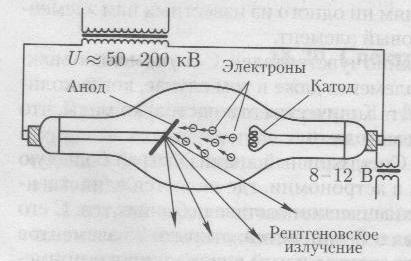 U ≈ 50–200 кВ
Электроны
Анод
Катод
8–12 В
Рентгеновское
излучение